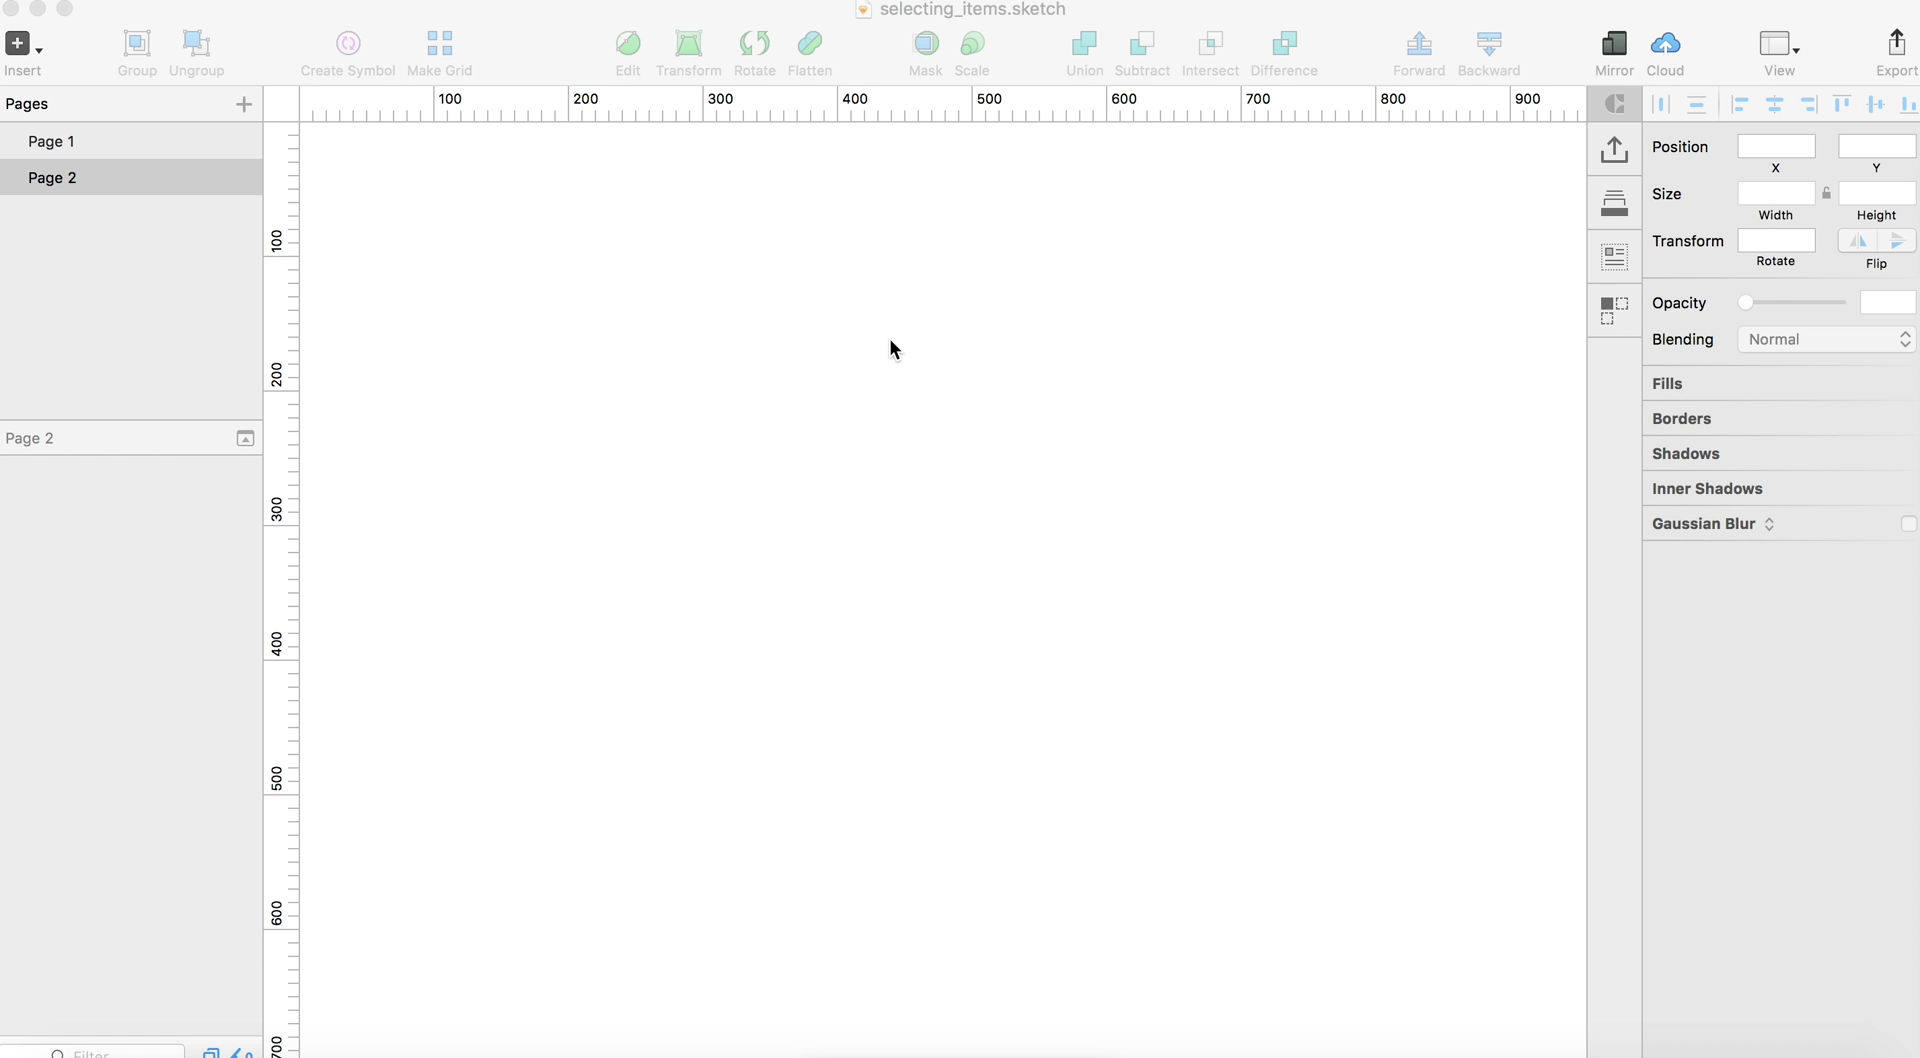 selecting_items.sketch
Insert Group Ungroup Create Symbol Make Grid Edit Transform Rotate Flatten Mask Scale Union Subtract Intersect Difference Forward Backward Mirror Cloud View Export
Pages
100 200 300 400 500 600 700 800 900
Page 1
Page 2
Page 2
Filter
100
200
300
400
500
600
700
Position
X Y
Size
Width Height
Transform
Rotate Flip
Opacity
Blending Normal
Fills
Borders
Shadows
Inner Shadows
Gaussian Blur